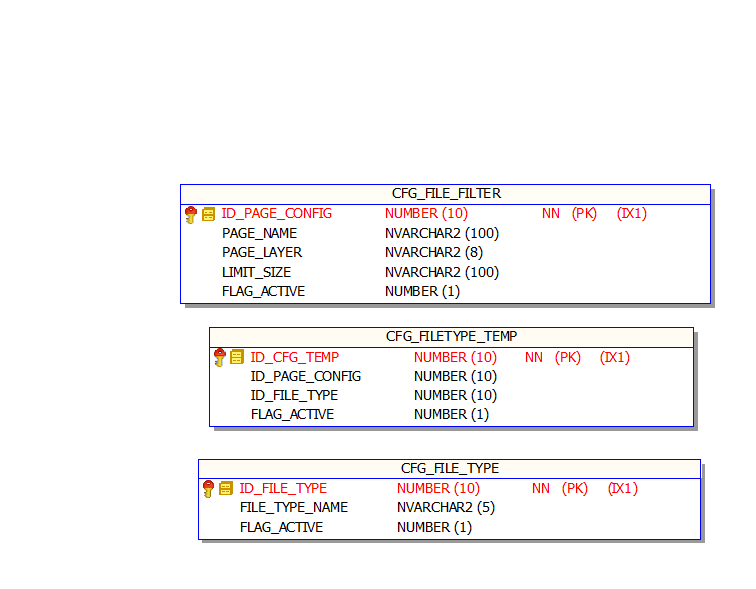 CFG_FILE_FILTER
ID_PAGE_CONFIG NUMBER (10) NN (PK) (IX1)
PAGE_NAME NVARCHAR2 (100)
PAGE_LAYER NVARCHAR2 (8)
LIMIT_SIZE NVARCHAR2 (100)
FLAG_ACTIVE NUMBER (1)
CFG_FILETYPE_TEMP
ID_CFG_TEMP NUMBER (10) NN (PK) (IX1)
ID_PAGE_CONFIG NUMBER (10)
ID_FILE_TYPE NUMBER (10)
FLAG_ACTIVE NUMBER (1)
CFG_FILE_TYPE
ID_FILE_TYPE NUMBER (10) NN (PK) (IX1)
FILE_TYPE_NAME NVARCHAR2 (5)
FLAG_ACTIVE NUMBER (1)